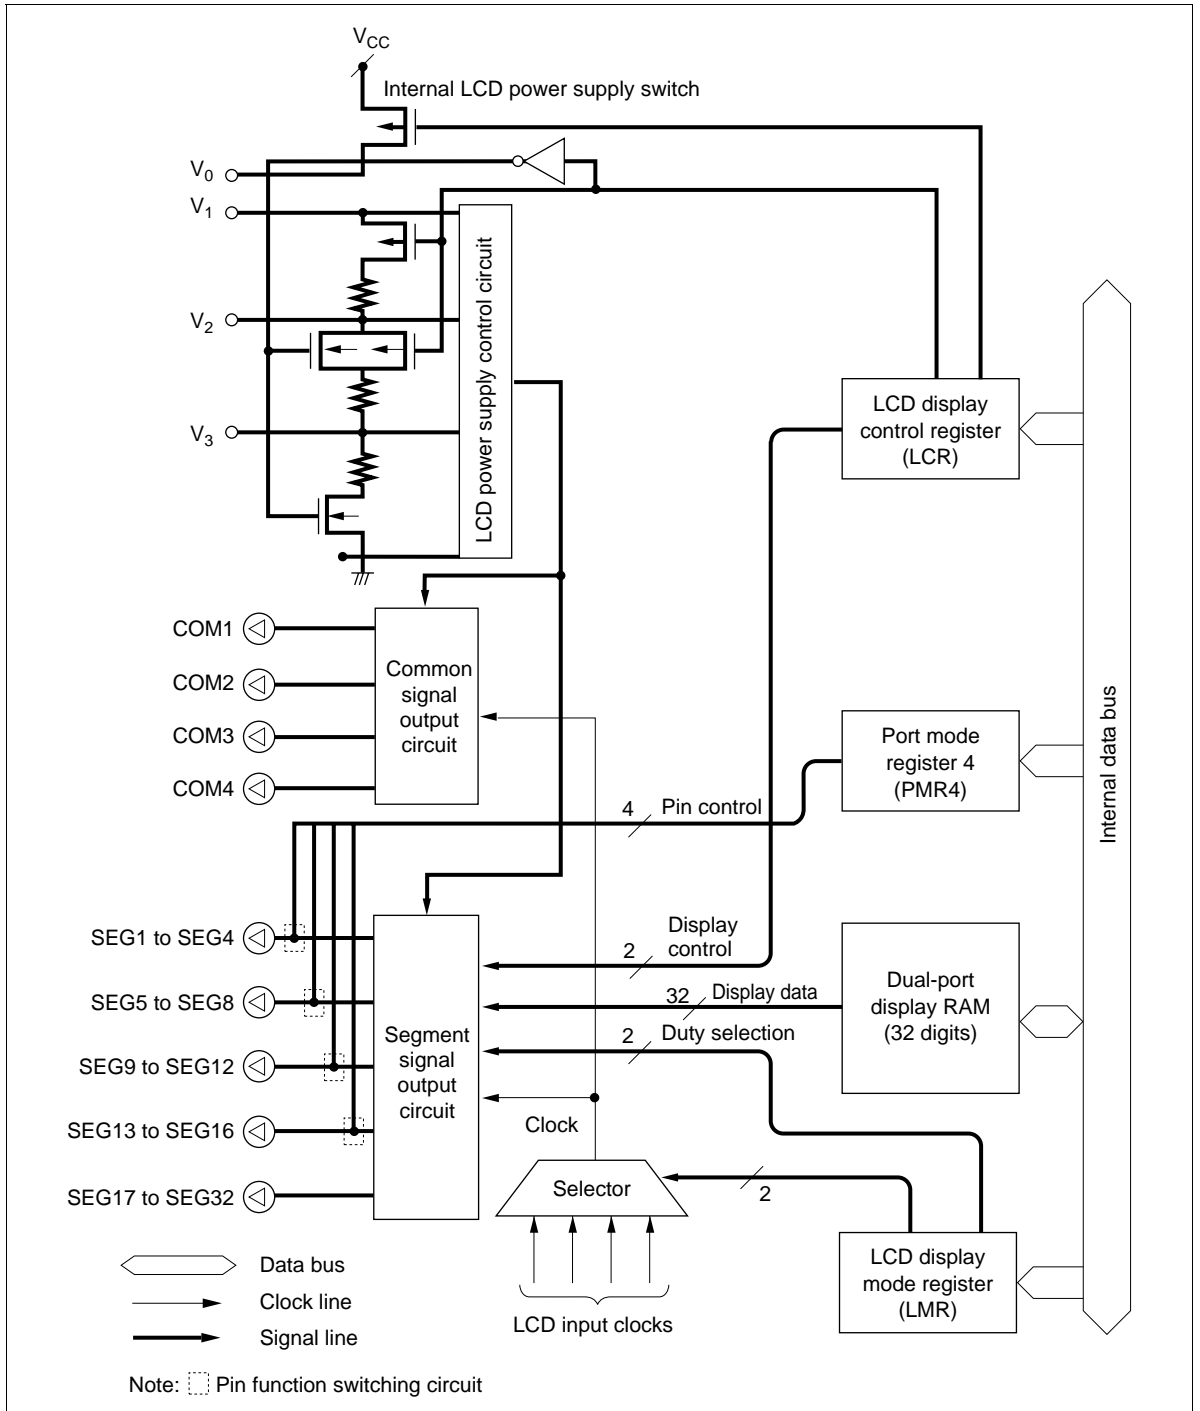 VCC
Internal LCD power supply switch
V0
V1
V2
V3
LCD power supply control circuit
LCD display
control register
(LCR)
Internal data bus
COM1
COM2
COM3
COM4
Common
signal
output
circuit
Port mode
register 4
(PMR4)
4
Pin control
SEG1 to SEG4
SEG5 to SEG8
SEG9 to SEG12
SEG13 to SEG16
SEG17 to SEG32
Segment
signal
output
circuit
Display
control
2
32
Display data
2
Duty selection
Dual-port
display RAM
(32 digits)
Clock
Selector
2
LCD input clocks
LCD display
mode register
(LMR)
Data bus
Clock line
Signal line
Note: Pin function switching circuit